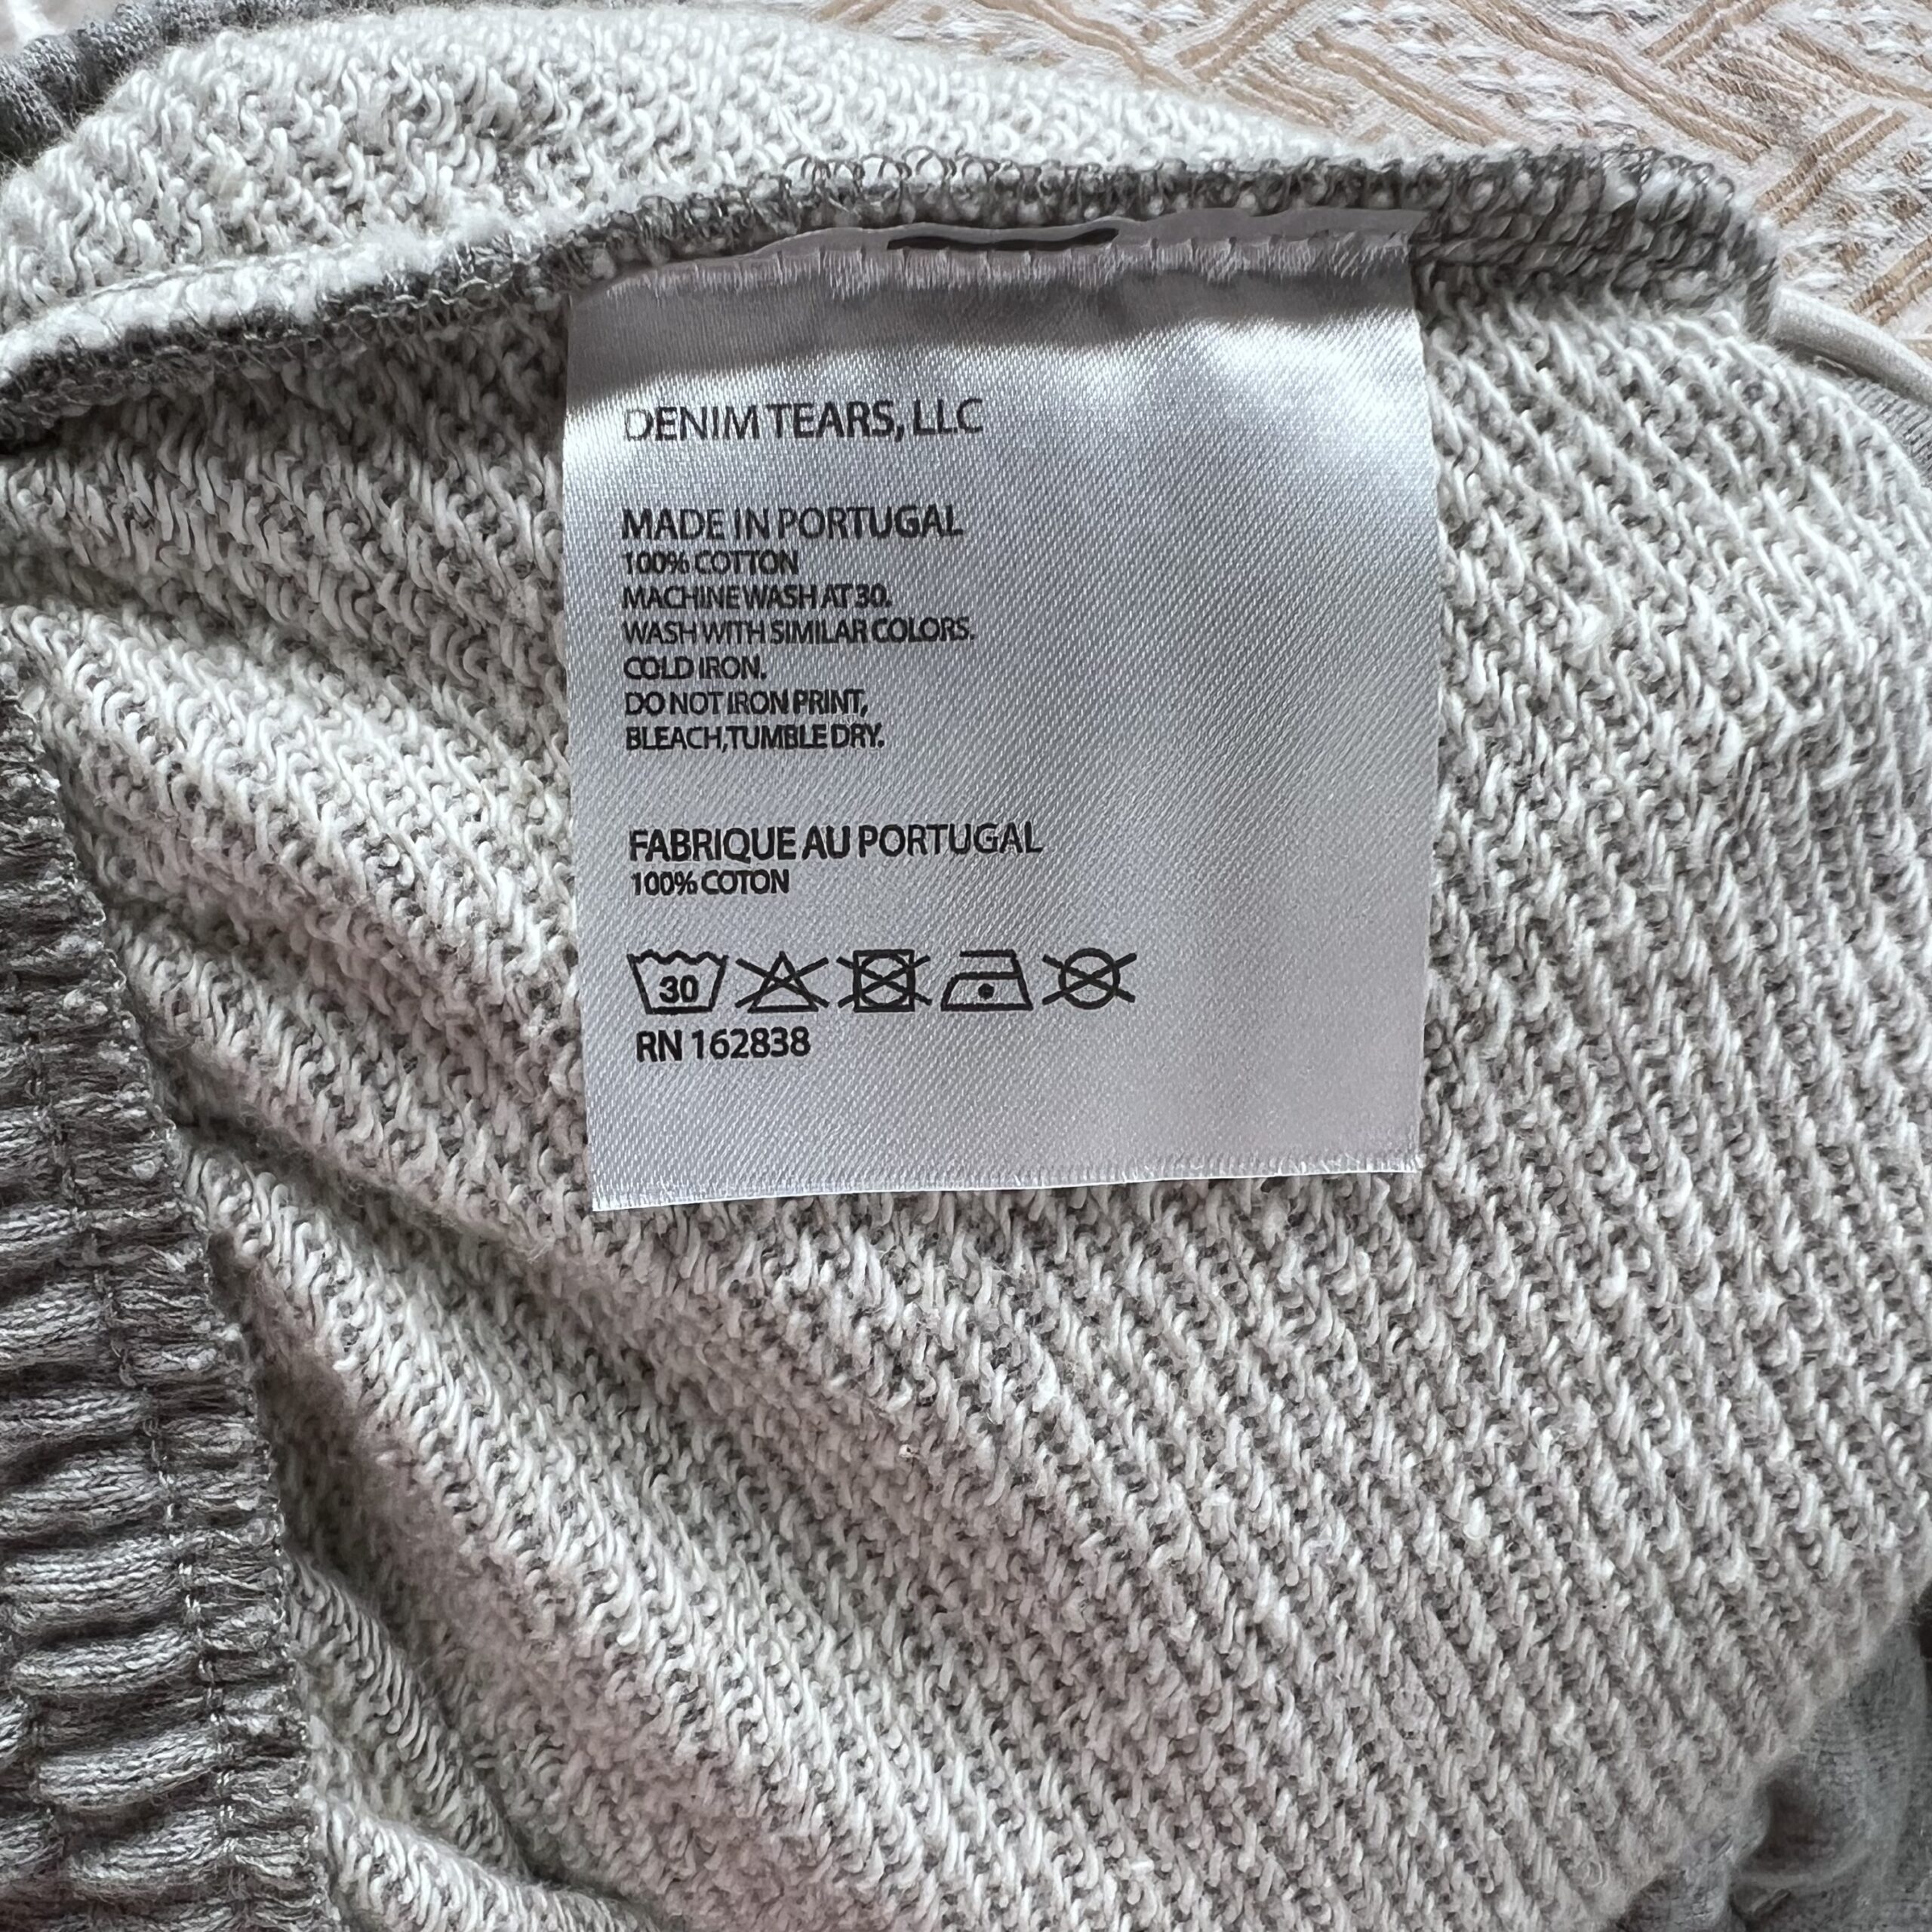 DENIM TEARS, LLC
MADE IN PORTUGAL
100% COTTON
MACHINE WASH AT 30.
WASH WITH SIMILAR COLORS.
COLD IRON.
DO NOT IRON PRINT,
BLEACH,TUMBLE DRY.
FABRIQUE AU PORTUGAL
100% COTON
30
RN 162838